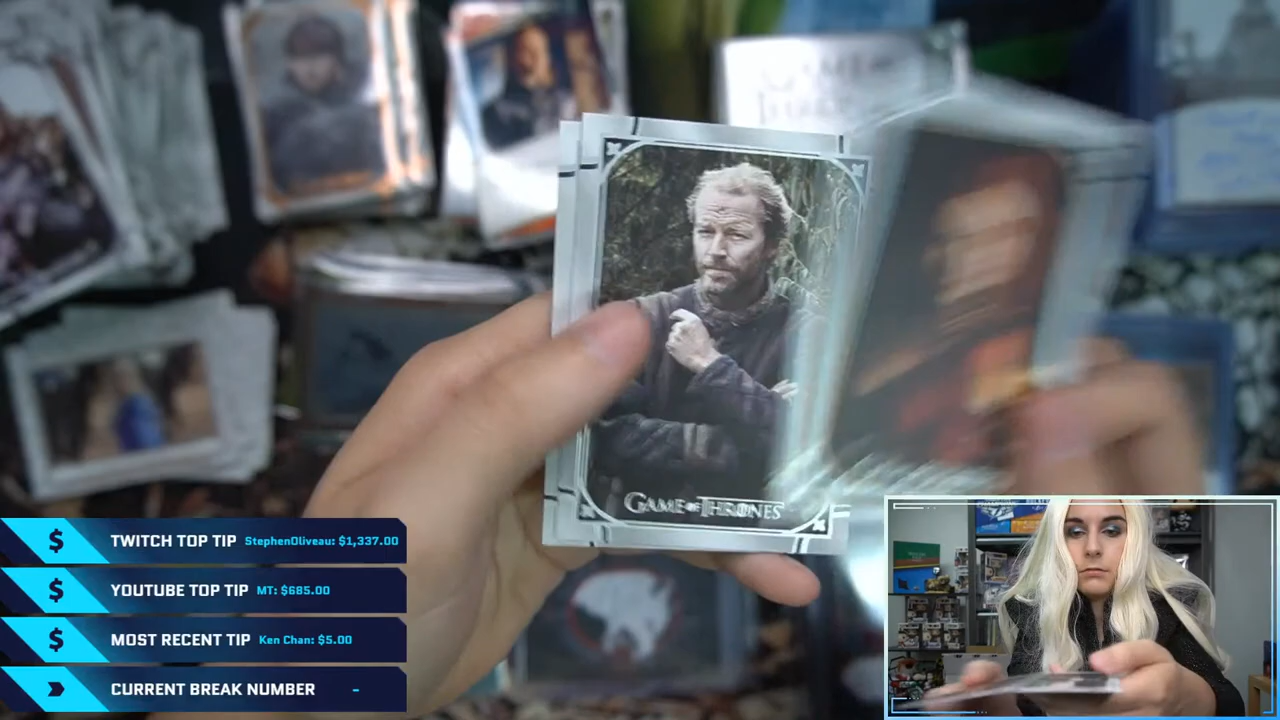 GAME OF THRONES
TWITCH TOP TIP StephenOliveau: $1,337.00
YOUTUBE TOP TIP MT: $685.00
MOST RECENT TIP Ken Chan: $5.00
CURRENT BREAK NUMBER -